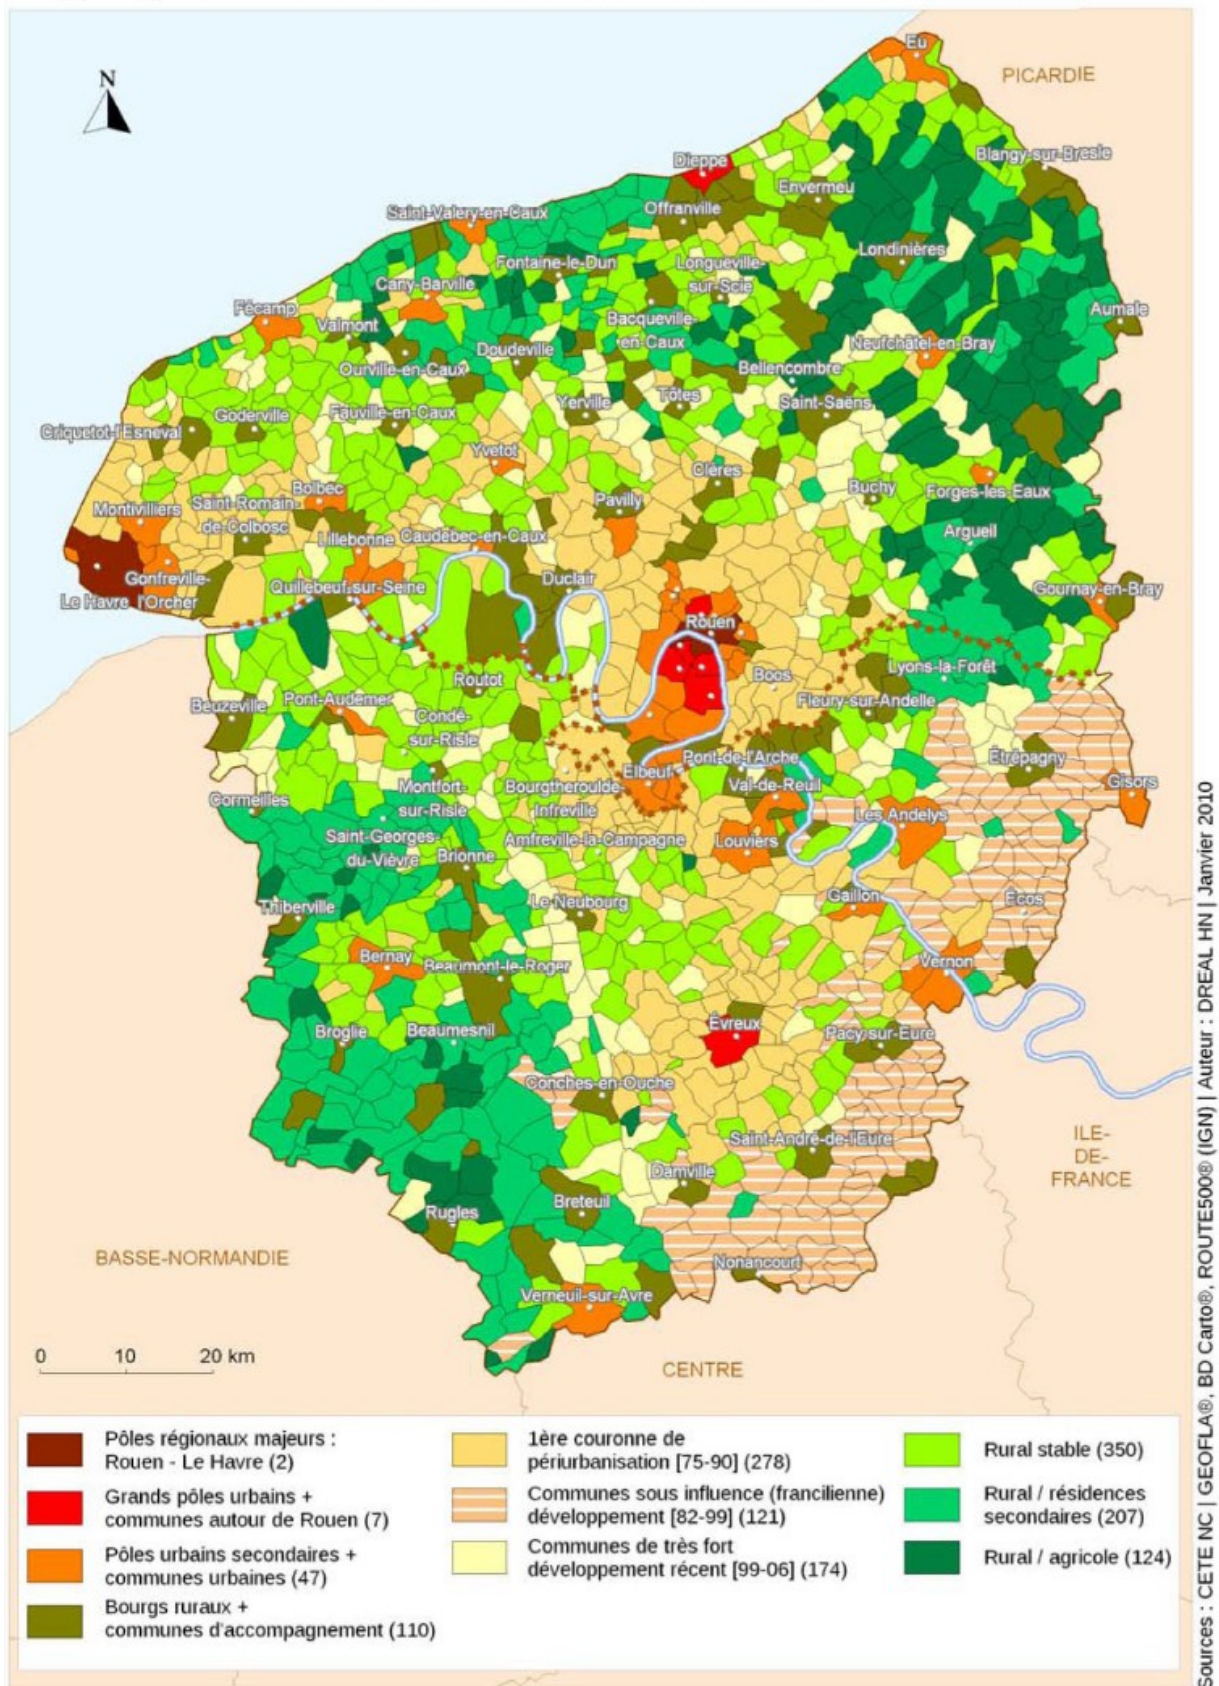 Eu
PICARDIE
N
Blangy-sur-Bresle
Dieppe
Envermeu
Offranville
Saint-Valery-en-Caux
Londinières
Fontaine-le-Dun
Longueville-
sur-Scie
Cany-Barville
Fécamp
Valmont
Bacqueville-
en-Caux
Aumale
Neufchâtel-en-Bray
Doudeville
Ourville-en-Caux
Bellencombre
Tôtes
Yerville
Saint-Saëns
Goderville
Fauville-en-Caux
Criquetot-l'Esneval
Yvetot
Clères
Bolbec
Buchy
Forges-les-Eaux
Montivilliers
Saint-Romain-
de-Colbosc
Pavilly
Argueil
Lillebonne
Caudebec-en-Caux
Gonfreville-
l'Orcher
Le Havre
Quillebeuf-sur-Seine
Duclair
Gournay-en-Bray
Rouen
Lyons-la-Forêt
Boos
Routot
Beuzeville
Pont-Audemer
Fleury-sur-Andelle
Condé-
sur-Risle
Pont-de-l'Arche
Étrépagny
Elbeuf
Val-de-Reuil
Gisors
Cormeilles
Montfort-
sur-Risle
Bourgtheroulde-
Infreville
Les Andelys
Saint-Georges-
du-Vièvre
Amfreville-la-Campagne
Louviers
Brionne
Thiberville
Le Neubourg
Gaillon
Écos
Bernay
Beaumont-le-Roger
Vernon
Broglie
Beaumesnil
Évreux
Pacy-sur-Eure
Conches-en-Ouche
Saint-André-de-l'Eure
ILE-
DE-
FRANCE
Damville
Breteuil
Rugles
BASSE-NORMANDIE
Nonancourt
Verneuil-sur-Avre
0 10 20 km
CENTRE
Pôles régionaux majeurs :
Rouen - Le Havre (2)
Grands pôles urbains +
communes autour de Rouen (7)
Pôles urbains secondaires +
communes urbaines (47)
Bourgs ruraux +
communes d'accompagnement (110)
1ère couronne de
périurbanisation [75-90] (278)
Communes sous influence (francilienne)
développement [82-99] (121)
Communes de très fort
développement récent [99-06] (174)
Rural stable (350)
Rural / résidences
secondaires (207)
Rural / agricole (124)
Sources : CETE NC | GEOFLA®, BD Carto®, ROUTE500® (IGN) | Auteur : DREAL HN | Janvier 2010